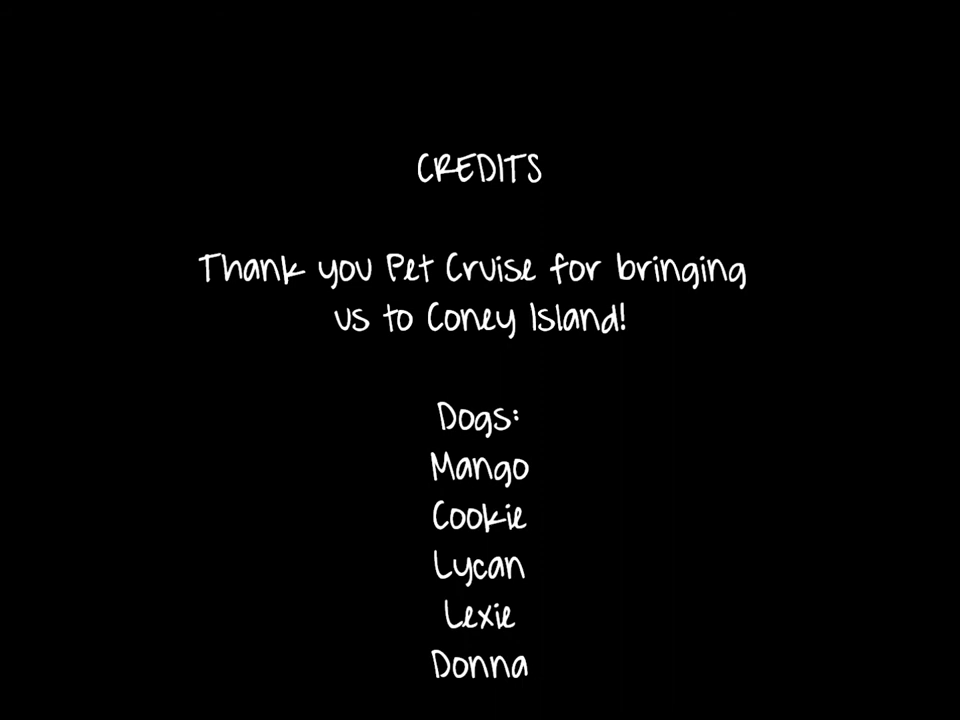 CREDITS
Thank you Pet Cruise for bringing
us to Coney Island!
Dogs:
Mango
Cookie
Lycan
Lexie
Donna